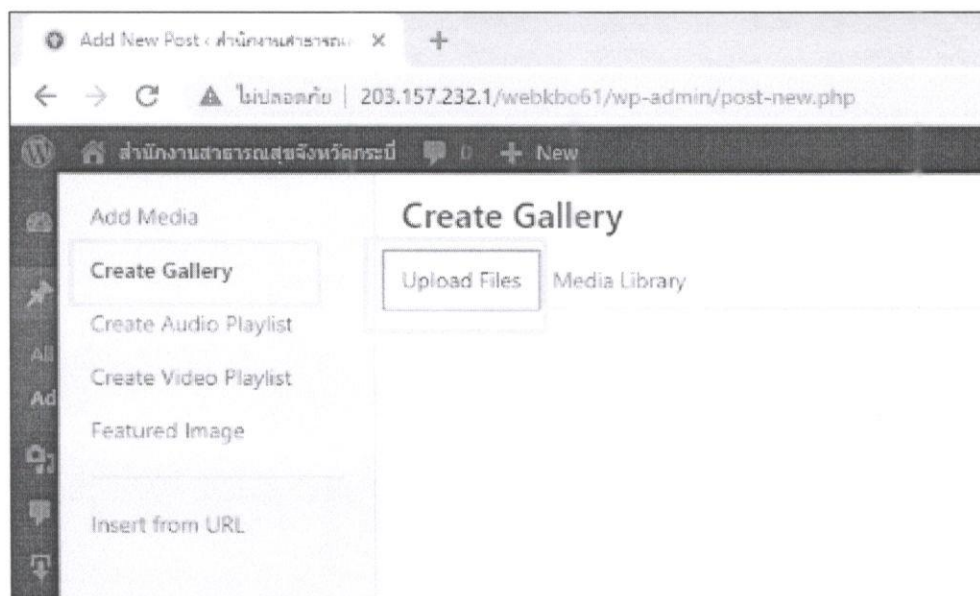 Add New Post ‹ สำนักงานสาธารณ
ไม่ปลอดภัย | 203.157.232.1/webkbo61/wp-admin/post-new.php
สำนักงานสาธารณสุขจังหวัดกระบี่ 0 + New
Add Media
Create Gallery
Create Gallery
Upload Files Media Library
Create Audio Playlist
All
Create Video Playlist
Ad
Featured Image
Insert from URL